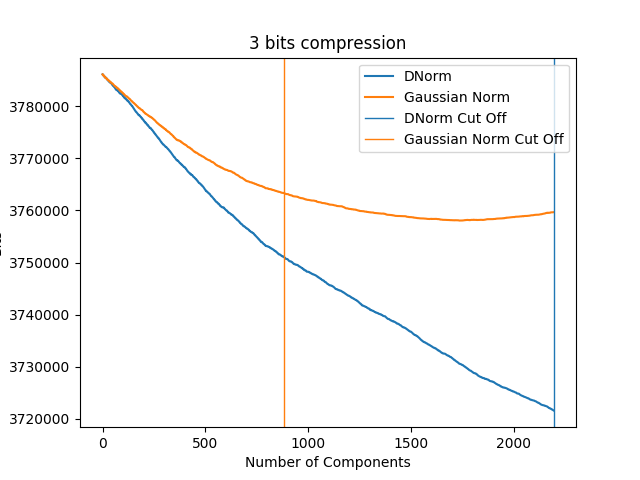 3 bits compression
DNorm
Gaussian Norm
DNorm Cut Off
Gaussian Norm Cut Off
3780000
3770000
3760000
3750000
3740000
3730000
3720000
0
500
1000
1500
2000
Number of Components